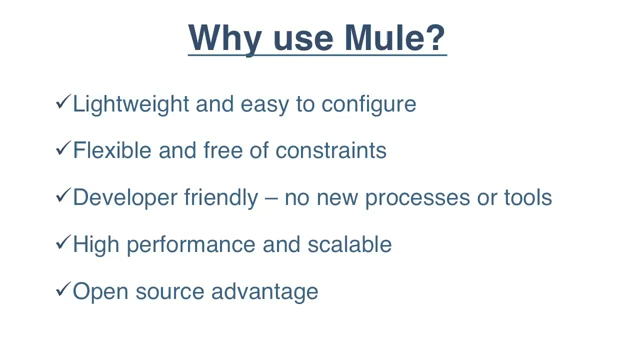 Why use Mule?
✓Lightweight and easy to configure
✓Flexible and free of constraints
✓Developer friendly – no new processes or tools
✓High performance and scalable
✓Open source advantage